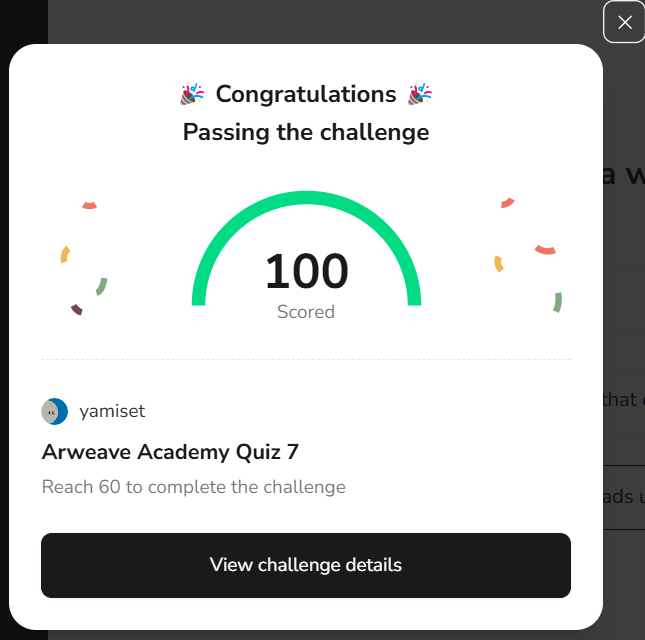 Congratulations
Passing the challenge
a w
100
Scored
that
yamiset
Arweave Academy Quiz 7
Reach 60 to complete the challenge
ads u
View challenge details